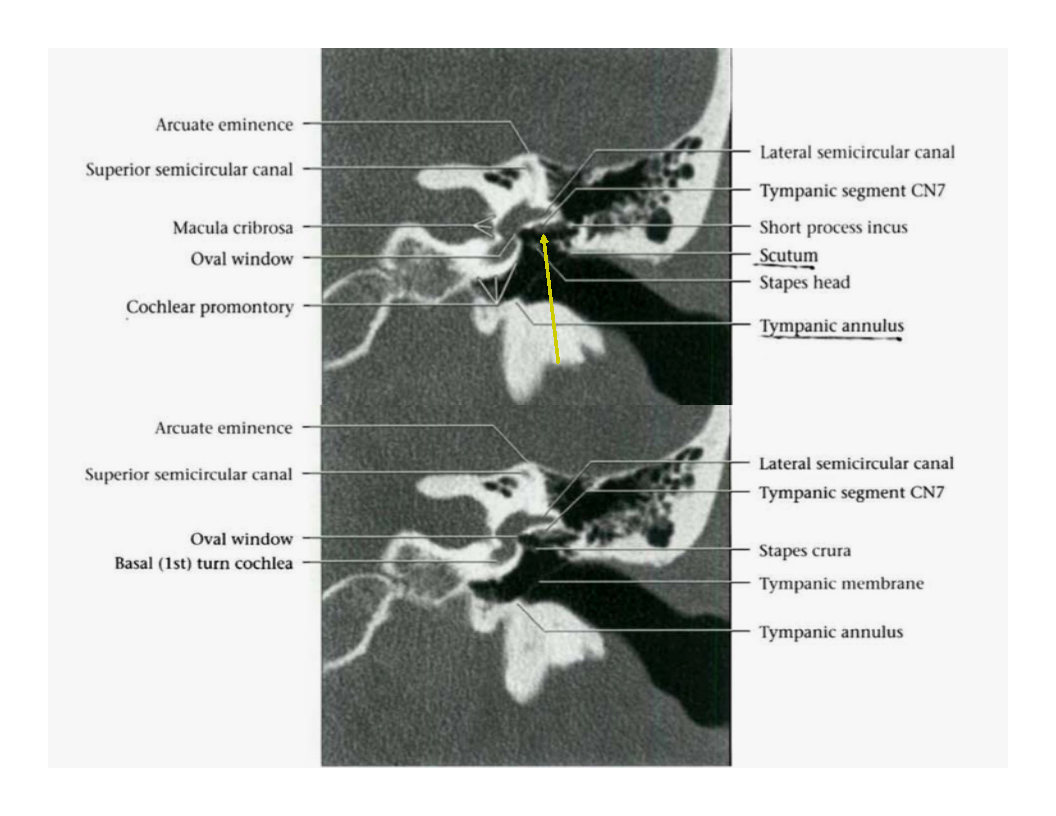 Arcuate eminence
Superior semicircular canal
Macula cribrosa
Oval window
Cochlear promontory
Lateral semicircular canal
Tympanic segment CN7
Short process incus
Scutum
Stapes head
Tympanic annulus
Arcuate eminence
Superior semicircular canal
Oval window
Basal (1st) turn cochlea
Lateral semicircular canal
Tympanic segment CN7
Stapes crura
Tympanic membrane
Tympanic annulus